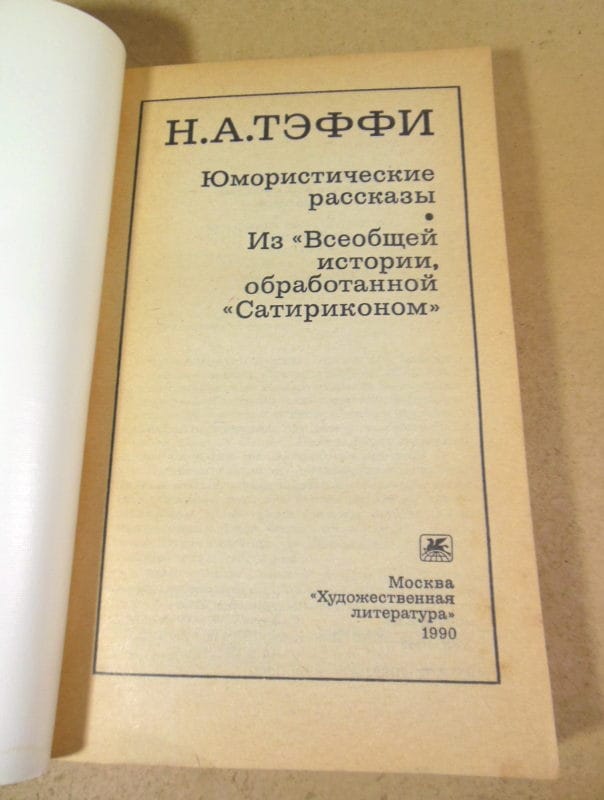 Н.А.ТЭФФИ
Юмористические
рассказы
•
Из «Всеобщей
истории,
обработанной
«Сатириконом»
Москва
«Художественная
литература»
1990